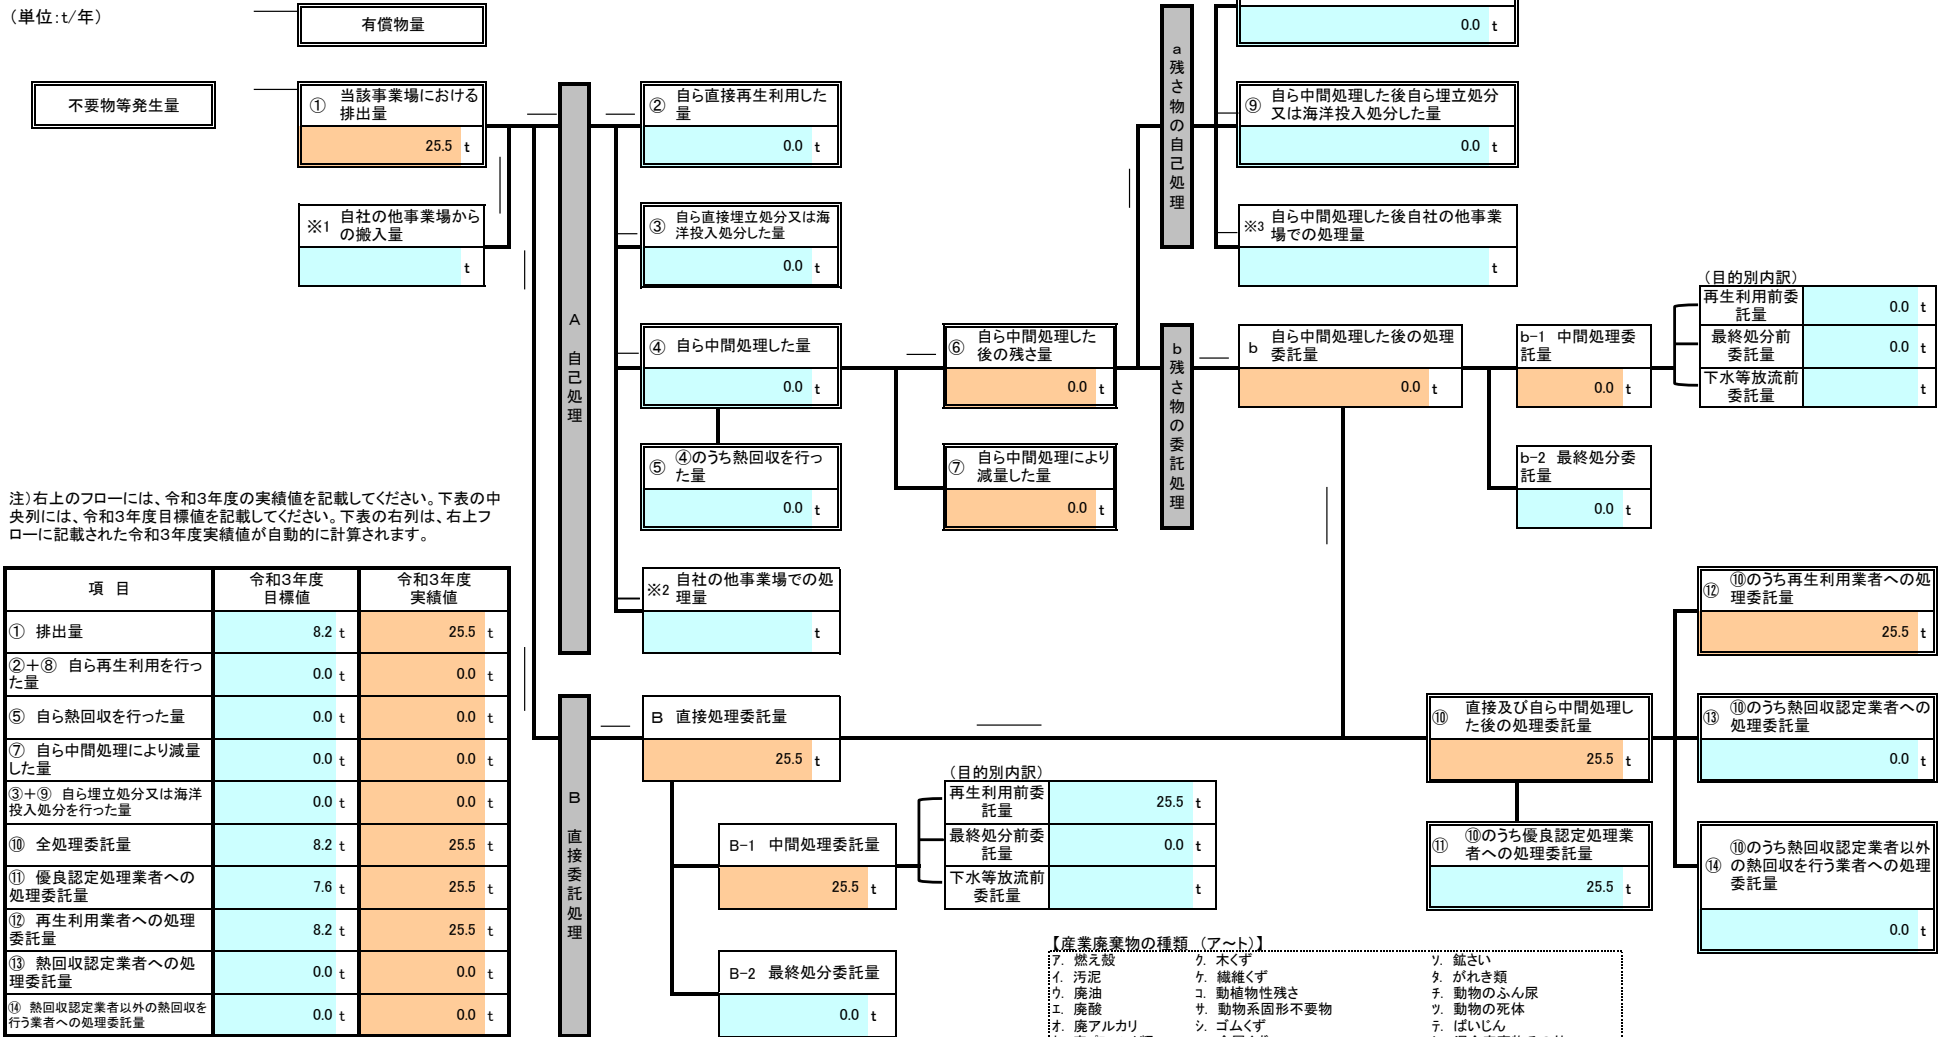 (単位:t/年)
有償物量
不要物等発生量
① 当該事業場における
排出量
25.5 t
※1 自社の他事業場から
の搬入量
t
A
自己処理
② 自ら直接再生利用した
量
0.0 t
③ 自ら直接埋立処分又は海
洋投入処分した量
0.0 t
④ 自ら中間処理した量
0.0 t
⑤ ④のうち熱回収を行っ
た量
0.0 t
※2 自社の他事業場での処
理量
t
⑥ 自ら中間処理した
後の残さ量
0.0 t
⑦ 自ら中間処理により
減量した量
0.0 t
a
残さ物の自己処理
0.0 t
⑨ 自ら中間処理した後自ら埋立処分
又は海洋投入処分した量
0.0 t
※3 自ら中間処理した後自社の他事業
場での処理量
t
b
残さ物の委託処理
b 自ら中間処理した後の処理
委託量
0.0 t
b-1 中間処理委
託量
0.0 t
b-2 最終処分委
託量
0.0 t
(目的別内訳)
再生利用前委
託量
0.0 t
最終処分前
委託量
0.0 t
下水等放流前
委託量
t
注)右上のフローには、令和3年度の実績値を記載してください。下表の中
央列には、令和3年度目標値を記載してください。下表の右列は、右上フ
ローに記載された令和3年度実績値が自動的に計算されます。
項 目
令和3年度
目標値
令和3年度
実績値
① 排出量
8.2 t 25.5 t
②+⑧ 自ら再生利用を行っ
た量
0.0 t 0.0 t
⑤ 自ら熱回収を行った量
0.0 t 0.0 t
⑦ 自ら中間処理により減量
した量
0.0 t 0.0 t
③+⑨ 自ら埋立処分又は海洋
投入処分を行った量
0.0 t 0.0 t
⑩ 全処理委託量
8.2 t 25.5 t
⑪ 優良認定処理業者への
処理委託量
7.6 t 25.5 t
⑫ 再生利用業者への処理
委託量
8.2 t 25.5 t
⑬ 熱回収認定業者への処
理委託量
0.0 t 0.0 t
⑭ 熱回収認定業者以外の熱回収を
行う業者への処理委託量
0.0 t 0.0 t
B
直接委託処理
B 直接処理委託量
25.5 t
B-1 中間処理委託量
25.5 t
B-2 最終処分委託量
0.0 t
(目的別内訳)
再生利用前委
託量
25.5 t
最終処分前委
託量
0.0 t
下水等放流前
委託量
t
⑩ 直接及び自ら中間処理し
た後の処理委託量
25.5 t
⑪ ⑩のうち優良認定処理業
者への処理委託量
25.5 t
⑫ ⑩のうち再生利用業者への処
理委託量
25.5 t
⑬ ⑩のうち熱回収認定業者への
処理委託量
0.0 t
⑭ ⑩のうち熱回収認定業者以外
の熱回収を行う業者への処理
委託量
0.0 t
【産業廃棄物の種類 (ア~ト)】
ア. 燃え殻 ク. 木くず ソ. 鉱さい
イ. 汚泥 ケ. 繊維くず タ. がれき類
ウ. 廃油 コ. 動植物性残さ チ. 動物のふん尿
エ. 廃酸 サ. 動物系固形不要物 ツ. 動物の死体
オ. 廃アルカリ シ. ゴムくず テ. ばいじん